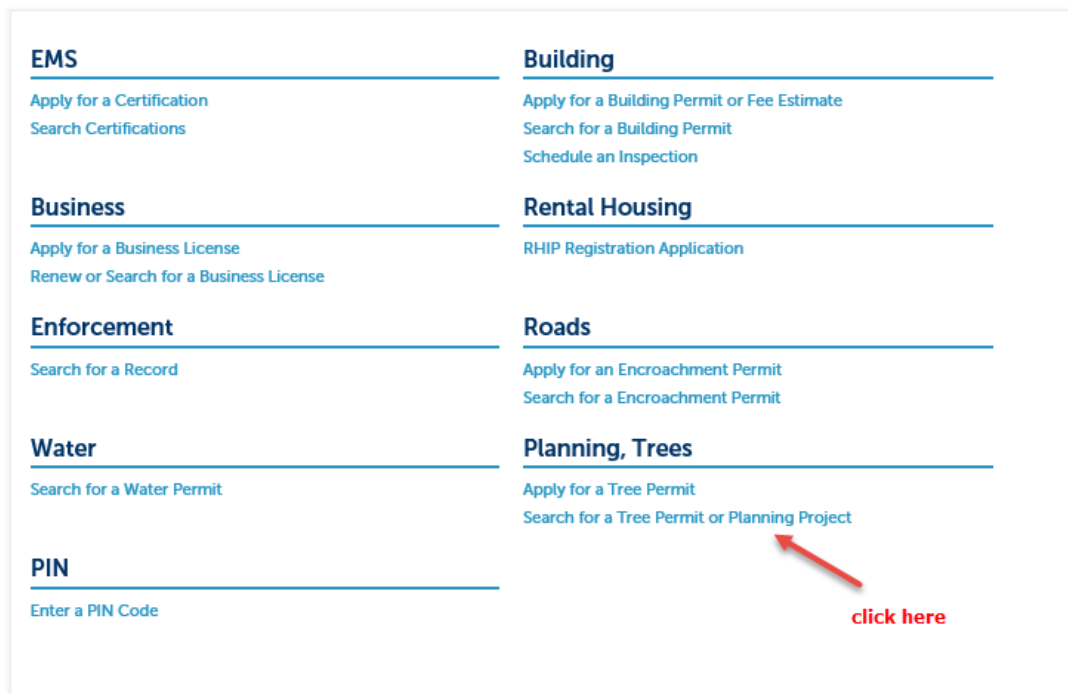 EMS
Apply for a Certification
Search Certifications
Building
Apply for a Building Permit or Fee Estimate
Search for a Building Permit
Schedule an Inspection
Business
Apply for a Business License
Renew or Search for a Business License
Rental Housing
RHIP Registration Application
Enforcement
Search for a Record
Roads
Apply for an Encroachment Permit
Search for a Encroachment Permit
Water
Search for a Water Permit
Planning, Trees
Apply for a Tree Permit
Search for a Tree Permit or Planning Project
PIN
Enter a PIN Code
click here